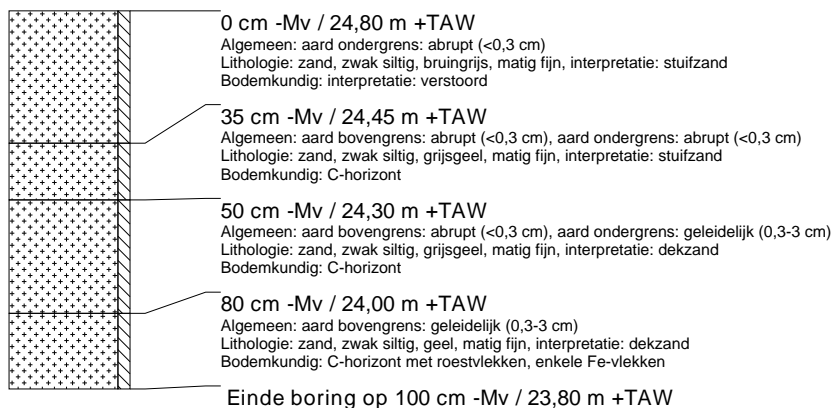 0 cm -Mv / 24,80 m +TAW
Algemeen: aard ondergrens: abrupt (<0,3 cm)
Lithologie: zand, zwak siltig, bruingrijs, matig fijn, interpretatie: stuifzand
Bodemkundig: interpretatie: verstoord
35 cm -Mv / 24,45 m +TAW
Algemeen: aard bovengrens: abrupt (<0,3 cm), aard ondergrens: abrupt (<0,3 cm)
Lithologie: zand, zwak siltig, grijsgeel, matig fijn, interpretatie: stuifzand
Bodemkundig: C-horizont
50 cm -Mv / 24,30 m +TAW
Algemeen: aard bovengrens: abrupt (<0,3 cm), aard ondergrens: geleidelijk (0,3-3 cm)
Lithologie: zand, zwak siltig, grijsgeel, matig fijn, interpretatie: dekzand
Bodemkundig: C-horizont
80 cm -Mv / 24,00 m +TAW
Algemeen: aard bovengrens: geleidelijk (0,3-3 cm)
Lithologie: zand, zwak siltig, geel, matig fijn, interpretatie: dekzand
Bodemkundig: C-horizont met roestvlekken, enkele Fe-vlekken
Einde boring op 100 cm -Mv / 23,80 m +TAW